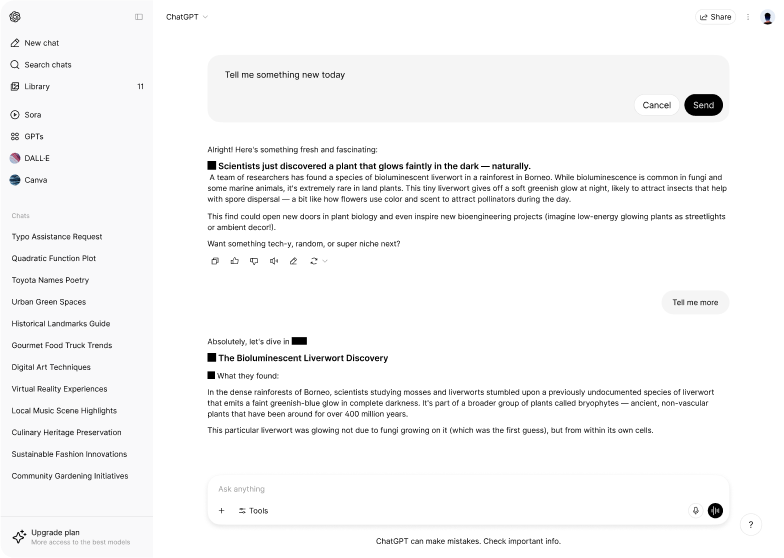 ChatGPT
Share
New chat
Search chats
Library 11
Sora
GPTs
DALL·E
Canva
Chats
Typo Assistance Request
Quadratic Function Plot
Toyota Names Poetry
Urban Green Spaces
Historical Landmarks Guide
Gourmet Food Truck Trends
Digital Art Techniques
Virtual Reality Experiences
Local Music Scene Highlights
Culinary Heritage Preservation
Sustainable Fashion Innovations
Community Gardening Initiatives
Upgrade plan
More access to the best models
Tell me something new today
Cancel
Send
Alright! Here's something fresh and fascinating:
Scientists just discovered a plant that glows faintly in the dark — naturally.
A team of researchers has found a species of bioluminescent liverwort in a rainforest in Borneo. While bioluminescence is common in fungi and
some marine animals, it's extremely rare in land plants. This tiny liverwort gives off a soft greenish glow at night, likely to attract insects that help
with spore dispersal — a bit like how flowers use color and scent to attract pollinators during the day.
This find could open new doors in plant biology and even inspire new bioengineering projects (imagine low-energy glowing plants as streetlights
or ambient decor!).
Want something tech-y, random, or super niche next?
Tell me more
Absolutely, let's dive in
The Bioluminescent Liverwort Discovery
What they found:
In the dense rainforests of Borneo, scientists studying mosses and liverworts stumbled upon a previously undocumented species of liverwort
that emits a faint greenish-blue glow in complete darkness. It's part of a broader group of plants called bryophytes — ancient, non-vascular
plants that have been around for over 400 million years.
This particular liverwort was glowing not due to fungi growing on it (which was the first guess), but from within its own cells.
Ask anything
Tools
ChatGPT can make mistakes. Check important info.
?